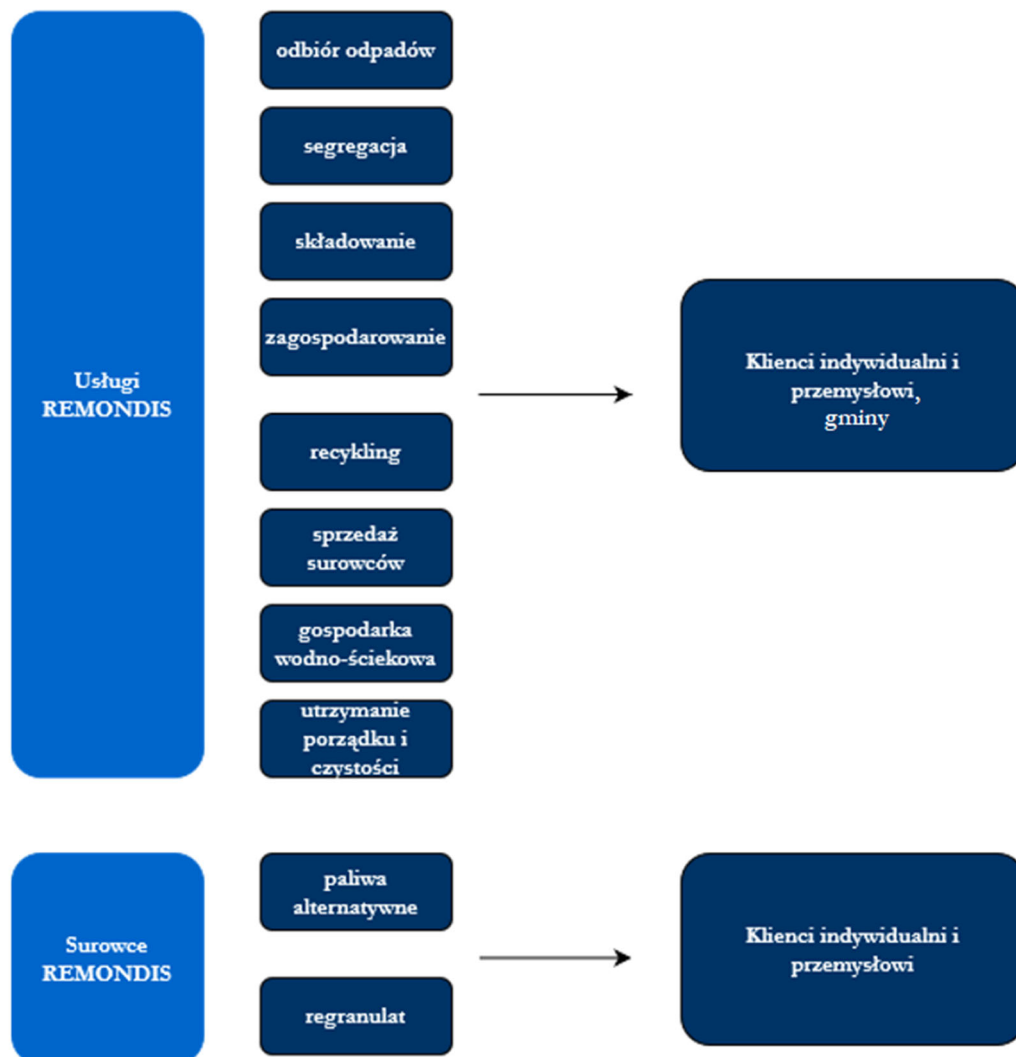 Usługi
REMONDIS
odbiór odpadów
segregacja
składowanie
zagospodarowanie
recykling
sprzedaż
surowców
gospodarka
wodno-ściekowa
utrzymanie
porządku i
czystości
Klienci indywidualni i
przemysłowi,
gminy
Surowce
REMONDIS
paliwa
alternatywne
regranulat
Klienci indywidualni i
przemysłowi